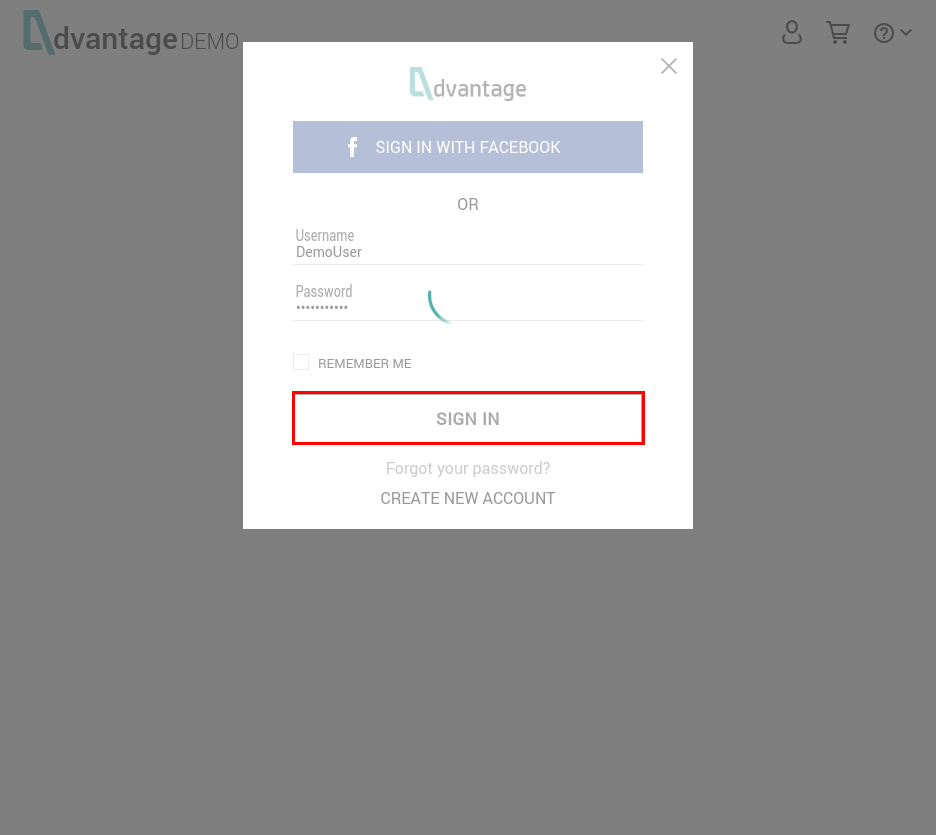 dvantage DEMO
dvantage
SIGN IN WITH FACEBOOK
OR
Username
DemoUser
Password
•••••••••••
REMEMBER ME
SIGN IN
Forgot your password?
CREATE NEW ACCOUNT